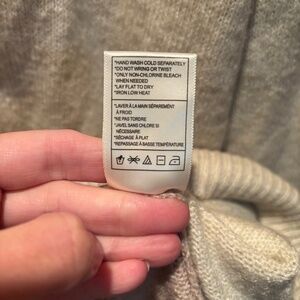 *HAND WASH COLD SEPARATELY
*DO NOT WRING OR TWIST
*ONLY NON-CHLORINE BLEACH
WHEN NEEDED
*LAY FLAT TO DRY
*IRON LOW HEAT
*LAVER À LA MAIN SÉPARÉMENT
À FROID
*NE PAS TORDRE
*JAVEL SANS CHLORE SI
NÉCESSAIRE
*SÉCHAGE À PLAT
*REPASSAGE À BASSE TEMPÉRATURE